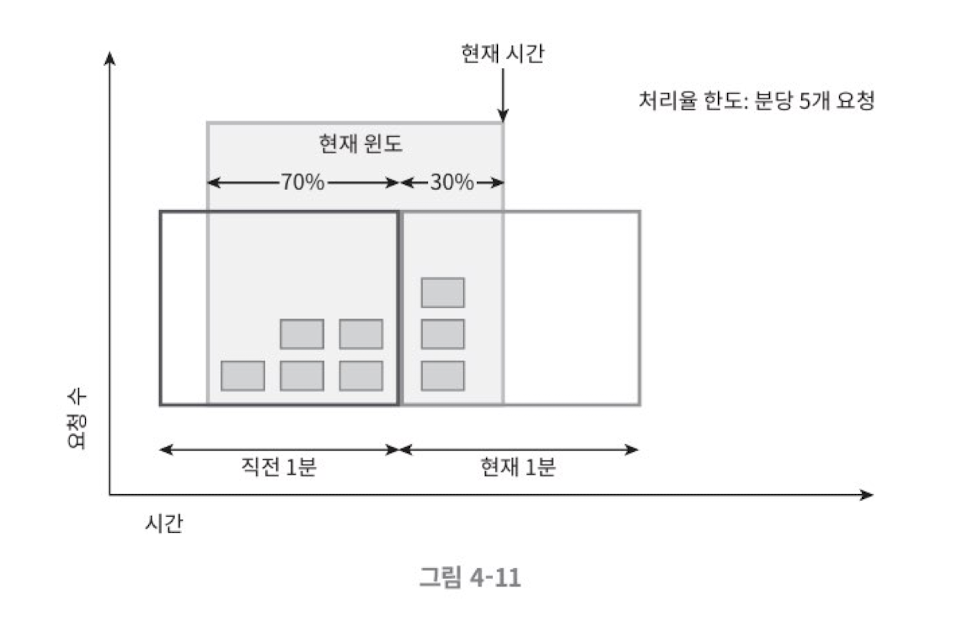 현재 시간
처리율 한도: 분당 5개 요청
현재 윈도
70%
30%
요청 수
직전 1분
현재 1분
시간
그림 4-11